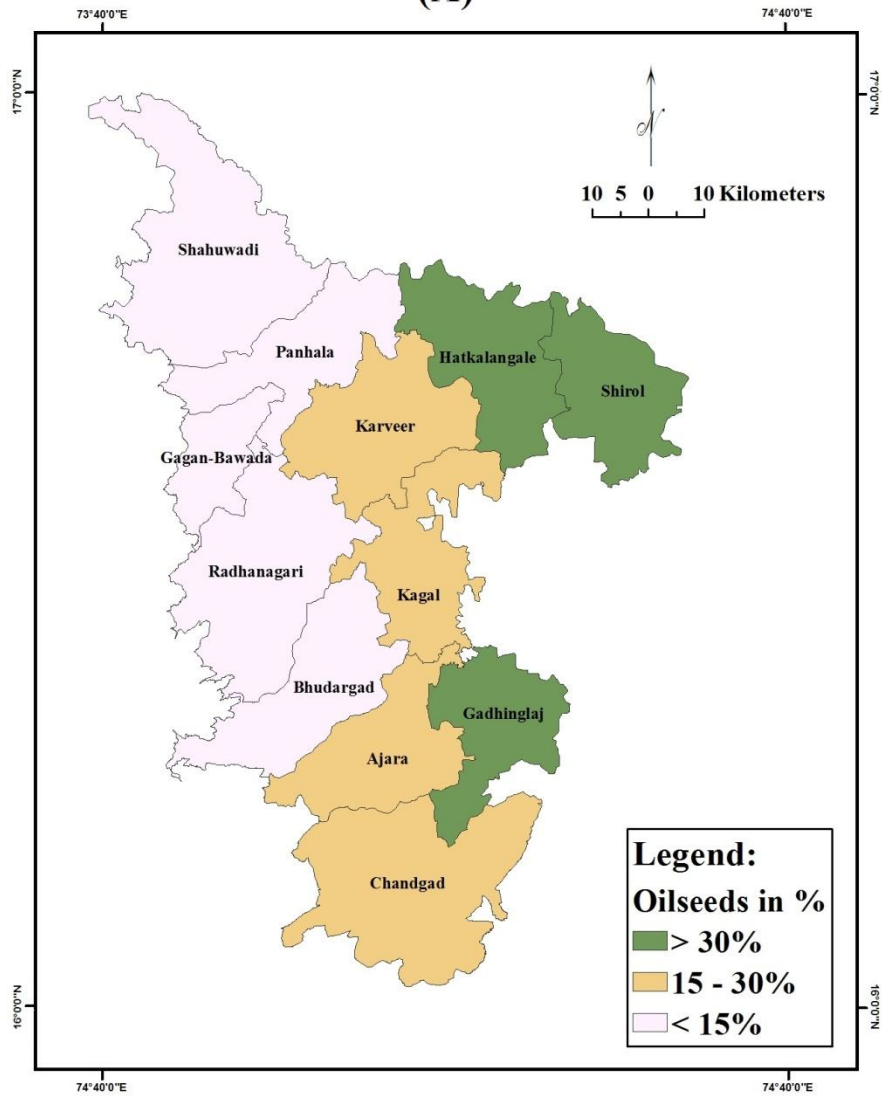 (A)
73°40'0"E
74°40'0"E
17°0'0"N
17°0'0"N
N
10 5 0 10 Kilometers
Shahuwadi
Panhala
Hatkalangale
Shirol
Karveer
Gagan-Bawada
Radhanagari
Kagal
Bhudargad
Gadhinglaj
Ajara
Chandgad
Legend:
Oilseeds in %
> 30%
15 - 30%
< 15%
16°0'0"N
16°0'0"N
74°40'0"E
74°40'0"E